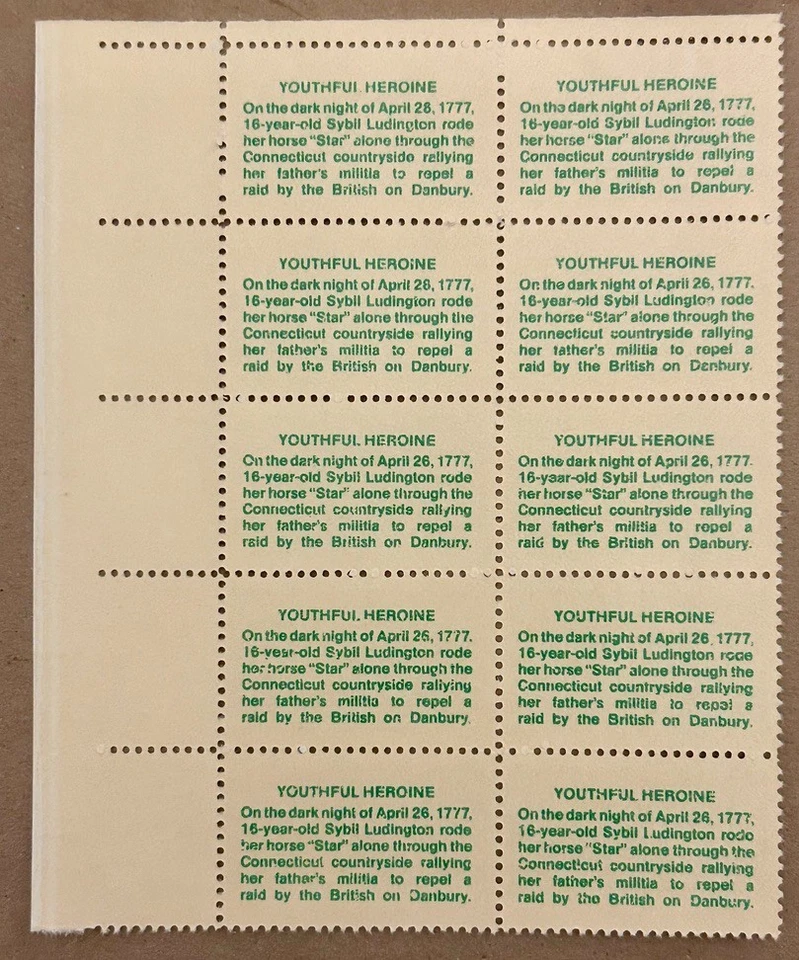 YOUTHFUL HEROINE
On the dark night of April 26, 1777,
16-year-old Sybil Ludington rode
her horse “Star” alone through the
Connecticut countryside rallying
her father's militia to repel a
raid by the British on Danbury.
YOUTHFUL HEROINE
On the dark night of April 26, 1777,
16-year-old Sybil Ludington rode
her horse “Star” alone through the
Connecticut countryside rallying
her father's militia to repel a
raid by the British on Danbury.
YOUTHFUL HEROINE
On the dark night of April 26, 1777,
16-year-old Sybil Ludington rode
her horse “Star” alone through the
Connecticut countryside rallying
her father's militia to repel a
raid by the British on Danbury.
YOUTHFUL HEROINE
On the dark night of April 26, 1777,
16-year-old Sybil Ludington rode
her horse “Star” alone through the
Connecticut countryside rallying
her father's militia to repel a
raid by the British on Danbury.
YOUTHFUL HEROINE
On the dark night of April 26, 1777,
16-year-old Sybil Ludington rode
her horse “Star” alone through the
Connecticut countryside rallying
her father's militia to repel a
raid by the British on Danbury.
YOUTHFUL HEROINE
On the dark night of April 26, 1777,
16-year-old Sybil Ludington rode
her horse “Star” alone through the
Connecticut countryside rallying
her father's militia to repel a
raid by the British on Danbury.
YOUTHFUL HEROINE
On the dark night of April 26, 1777,
16-year-old Sybil Ludington rode
her horse “Star” alone through the
Connecticut countryside rallying
her father's militia to repel a
raid by the British on Danbury.
YOUTHFUL HEROINE
On the dark night of April 26, 1777,
16-year-old Sybil Ludington rode
her horse “Star” alone through the
Connecticut countryside rallying
her father's militia to repel a
raid by the British on Danbury.
YOUTHFUL HEROINE
On the dark night of April 26, 1777,
16-year-old Sybil Ludington rode
her horse “Star” alone through the
Connecticut countryside rallying
her father's militia to repel a
raid by the British on Danbury.
YOUTHFUL HEROINE
On the dark night of April 26, 1777,
16-year-old Sybil Ludington rode
her horse “Star” alone through the
Connecticut countryside rallying
her father's militia to repel a
raid by the British on Danbury.